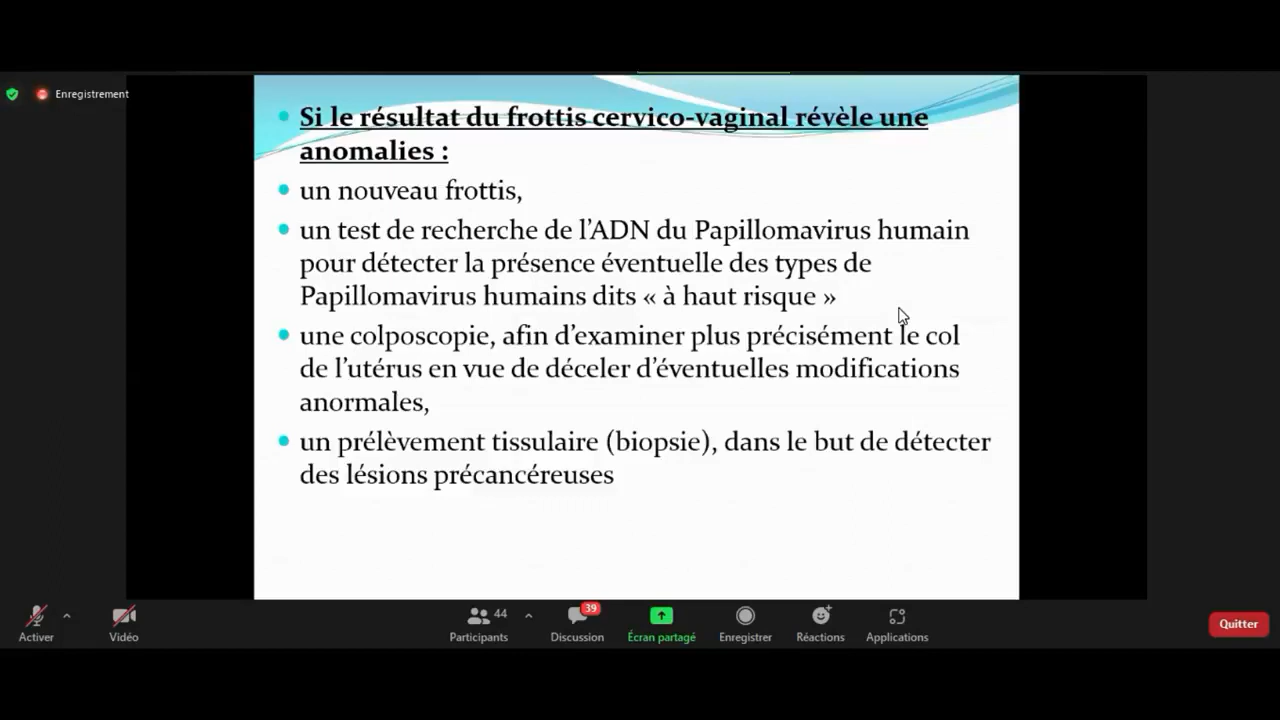 Enregistrement
Si le résultat du frottis cervico-vaginal révèle une
anomalies :
un nouveau frottis,
un test de recherche de l’ADN du Papillomavirus humain
pour détecter la présence éventuelle des types de
Papillomavirus humains dits « à haut risque »
une colposcopie, afin d’examiner plus précisément le col
de l’utérus en vue de déceler d’éventuelles modifications
anormales,
un prélèvement tissulaire (biopsie), dans le but de détecter
des lésions précancéreuses
44
39
Activer
Vidéo
Participants
Discussion
Écran partagé
Enregistrer
Réactions
Applications
Quitter